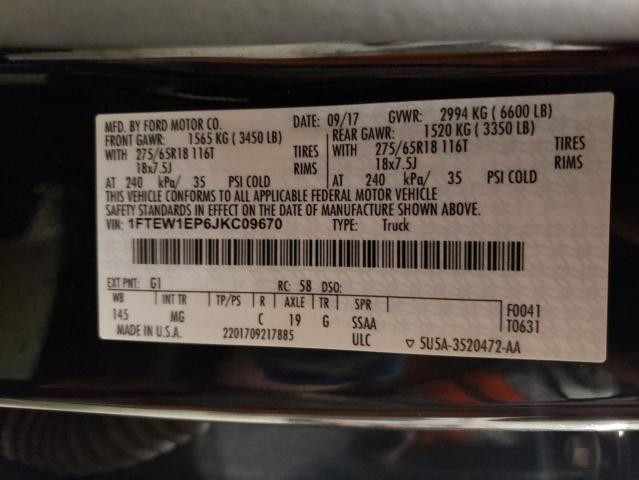 MFD. BY FORD MOTOR CO. DATE: 09/17 GVWR: 2994 KG ( 6600 LB)
FRONT GAWR: 1565 KG ( 3450 LB) REAR GAWR: 1520 KG ( 3350 LB)
WITH 275/65R18 116T TIRES WITH 275/65R18 116T TIRES
18x7.5J RIMS 18x7.5J RIMS
AT 240 kPa/ 35 PSI COLD AT 240 kPa/ 35 PSI COLD
THIS VEHICLE CONFORMS TO ALL APPLICABLE FEDERAL MOTOR VEHICLE
SAFETY STANDARDS IN EFFECT ON THE DATE OF MANUFACTURE SHOWN ABOVE.
VIN: 1FTEW1EP6JKC09670 TYPE: Truck
EXT PNT: G1 RC: 58 DSO:
WB INT TR TP/PS R AXLE TR SPR F0041
145 MG C 19 G SSAA T0631
MADE IN U.S.A. 2201709217885 ULC ▽ 5U5A-3520472-AA